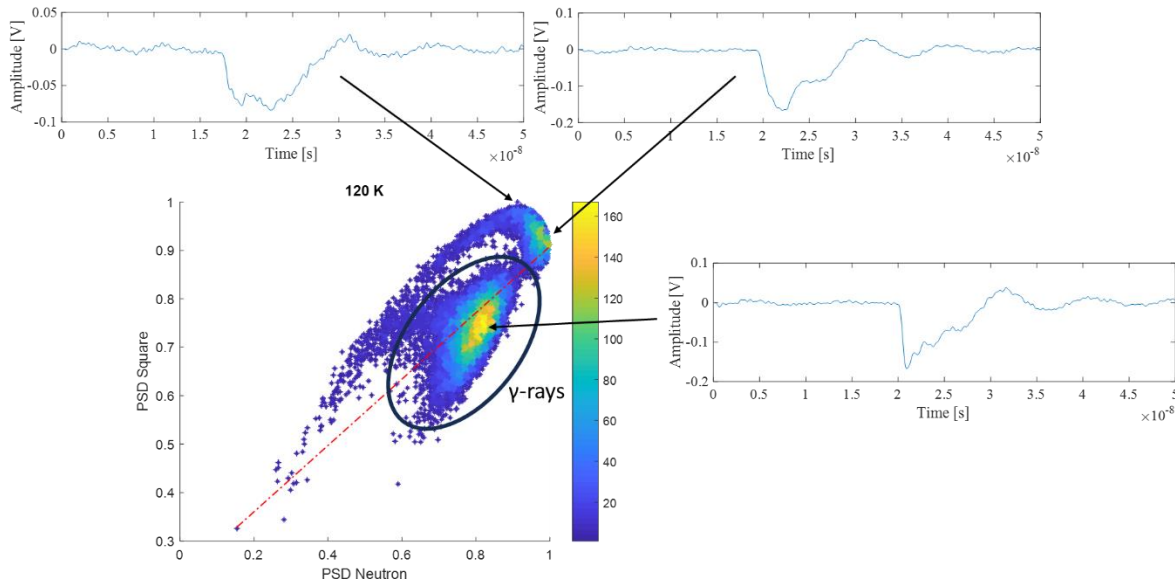 0.05
0
-0.05
-0.1
Amplitude [V]
0 0.5 1 1.5 2 2.5 3 3.5 4 4.5 5
Time [s]
×10⁻⁸
0.1
0
-0.1
-0.2
Amplitude [V]
0 0.5 1 1.5 2 2.5 3 3.5 4 4.5 5
Time [s]
×10⁻⁸
120 K
1
0.9
0.8
0.7
0.6
0.5
0.4
0.3
PSD Square
0 0.2 0.4 0.6 0.8 1
PSD Neutron
γ-rays
160
140
120
100
80
60
40
20
0.1
0
-0.1
-0.2
Amplitude [V]
0 0.5 1 1.5 2 2.5 3 3.5 4 4.5 5
Time [s]
×10⁻⁸